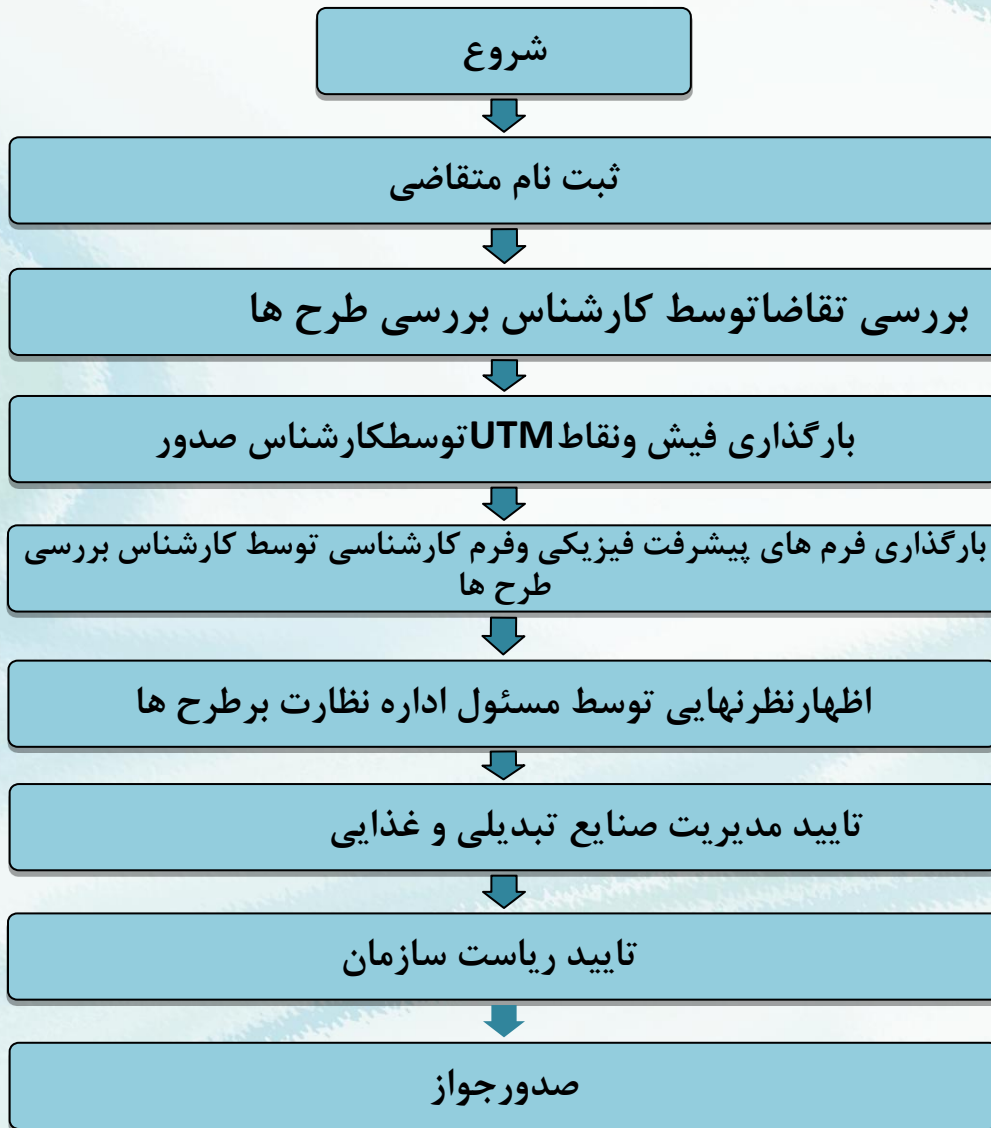 شروع
ثبت نام متقاضی
بررسی تقاضاتوسط کارشناس بررسی طرح ها
بارگذاری فیش ونقاطUTMتوسطکارشناس صدور
بارگذاری فرم های پیشرفت فیزیکی وفرم کارشناسی توسط کارشناس بررسی
طرح ها
اظهارنظرنهایی توسط مسئول اداره نظارت برطرح ها
تایید مدیریت صنایع تبدیلی و غذایی
تایید ریاست سازمان
صدورجواز